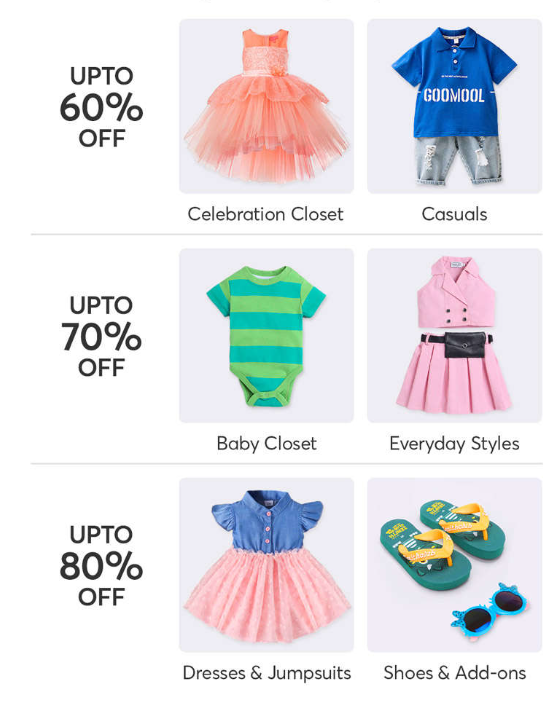 UPTO
60%
OFF
GOOMOOL
Celebration Closet
Casuals
UPTO
70%
OFF
Baby Closet
Everyday Styles
UPTO
80%
OFF
Dresses & Jumpsuits
Shoes & Add-ons